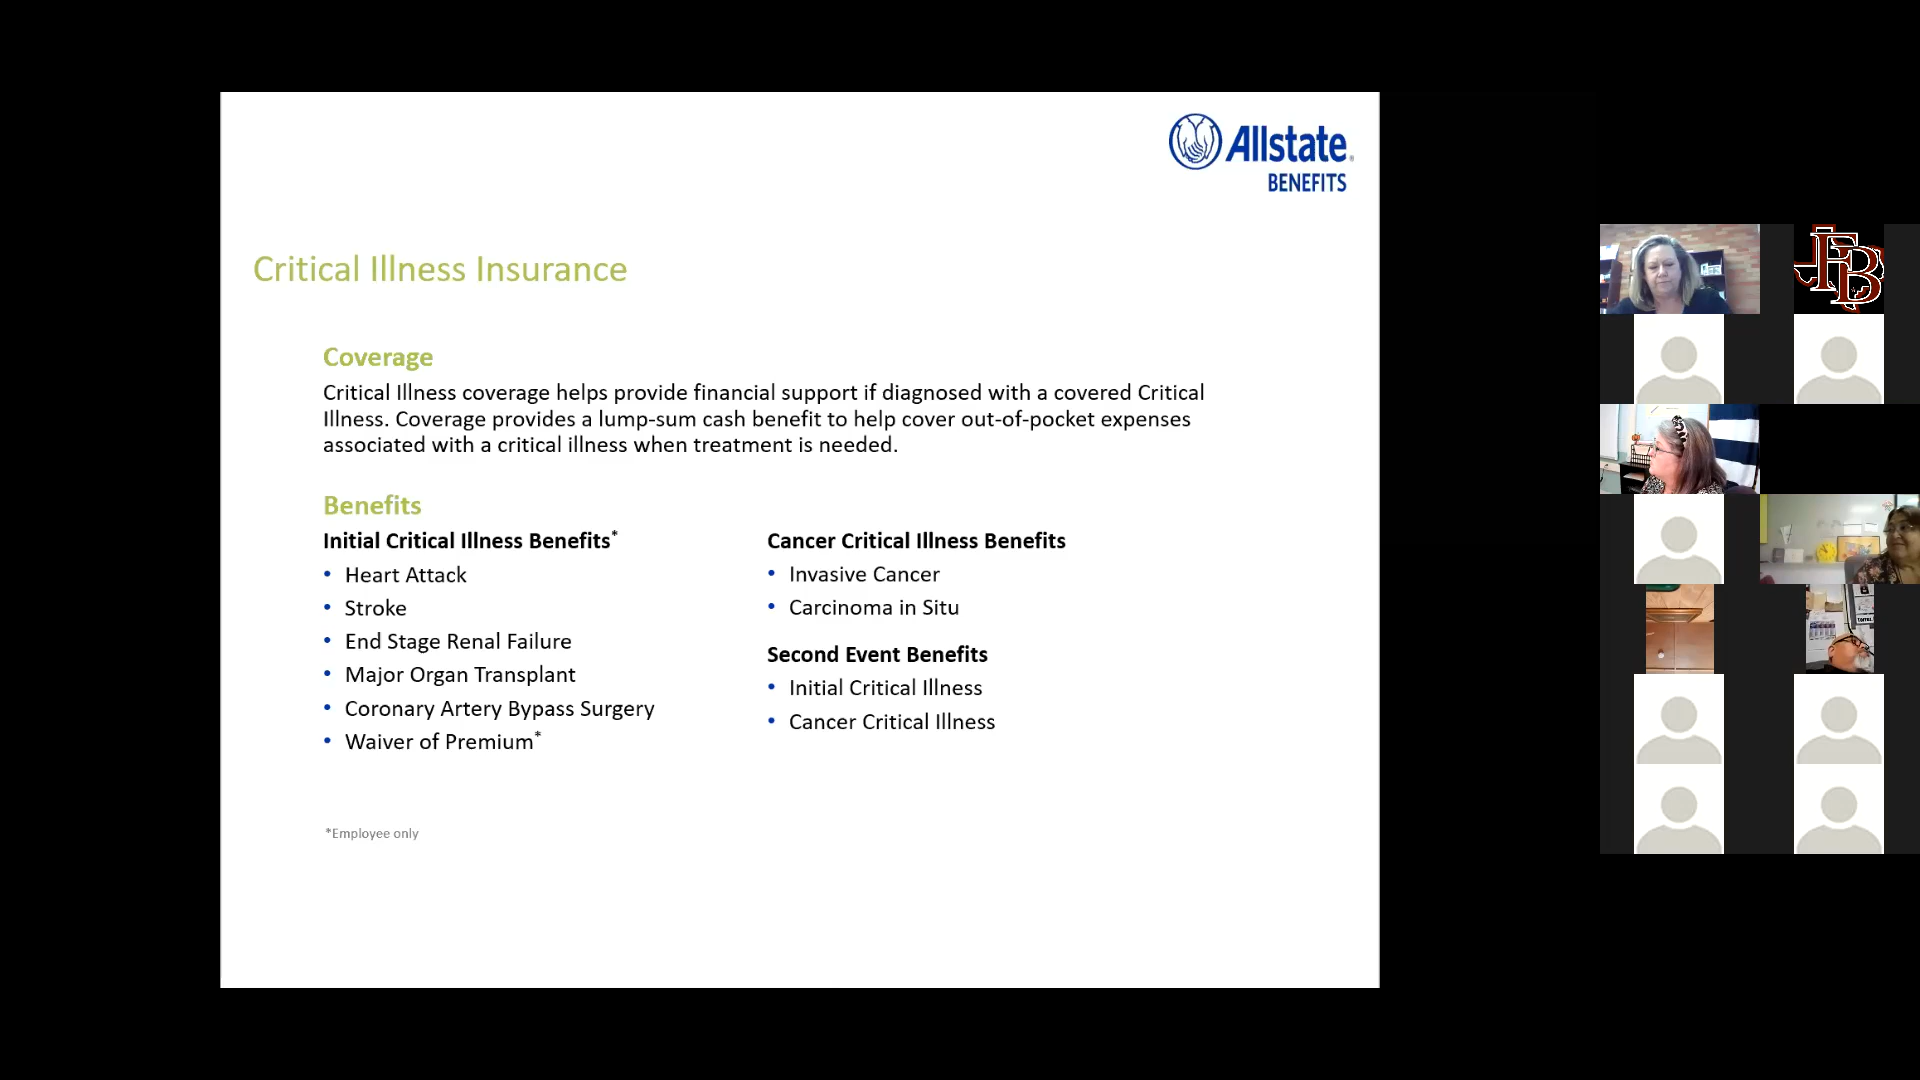 Allstate®
BENEFITS
Critical Illness Insurance
Coverage
Critical Illness coverage helps provide financial support if diagnosed with a covered Critical
Illness. Coverage provides a lump-sum cash benefit to help cover out-of-pocket expenses
associated with a critical illness when treatment is needed.
Benefits
Initial Critical Illness Benefits*
• Heart Attack
• Stroke
• End Stage Renal Failure
• Major Organ Transplant
• Coronary Artery Bypass Surgery
• Waiver of Premium*
Cancer Critical Illness Benefits
• Invasive Cancer
• Carcinoma in Situ
Second Event Benefits
• Initial Critical Illness
• Cancer Critical Illness
*Employee only
FB